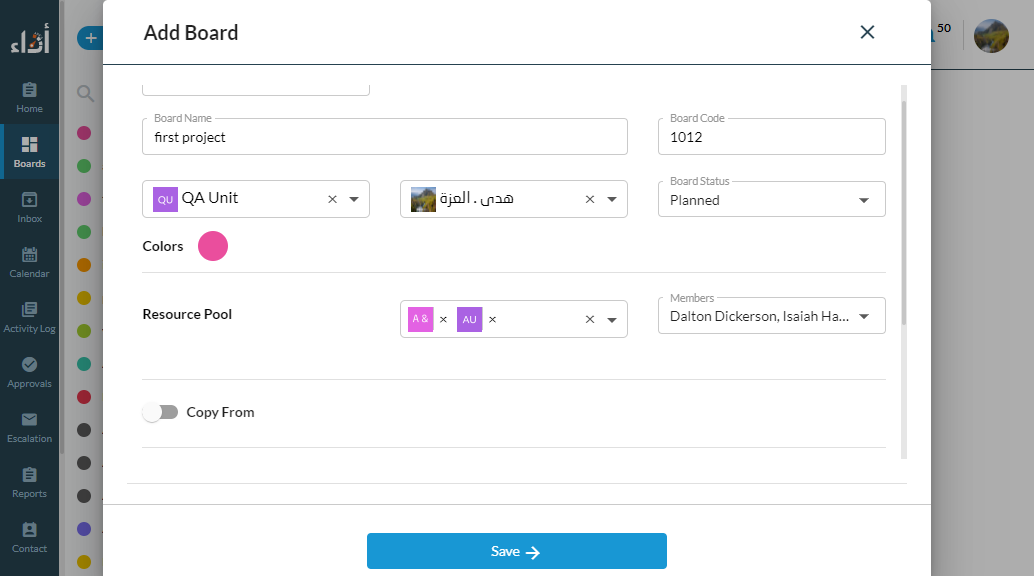 أداء
Home
Boards
Inbox
Calendar
Activity Log
Approvals
Escalation
Reports
Contact
+
50
Add Board
Board Name
first project
Board Code
1012
QU QA Unit
هدى . العزة
Board Status
Planned
Colors
Resource Pool
A &
AU
Members
Dalton Dickerson, Isaiah Ha...
Copy From
Save